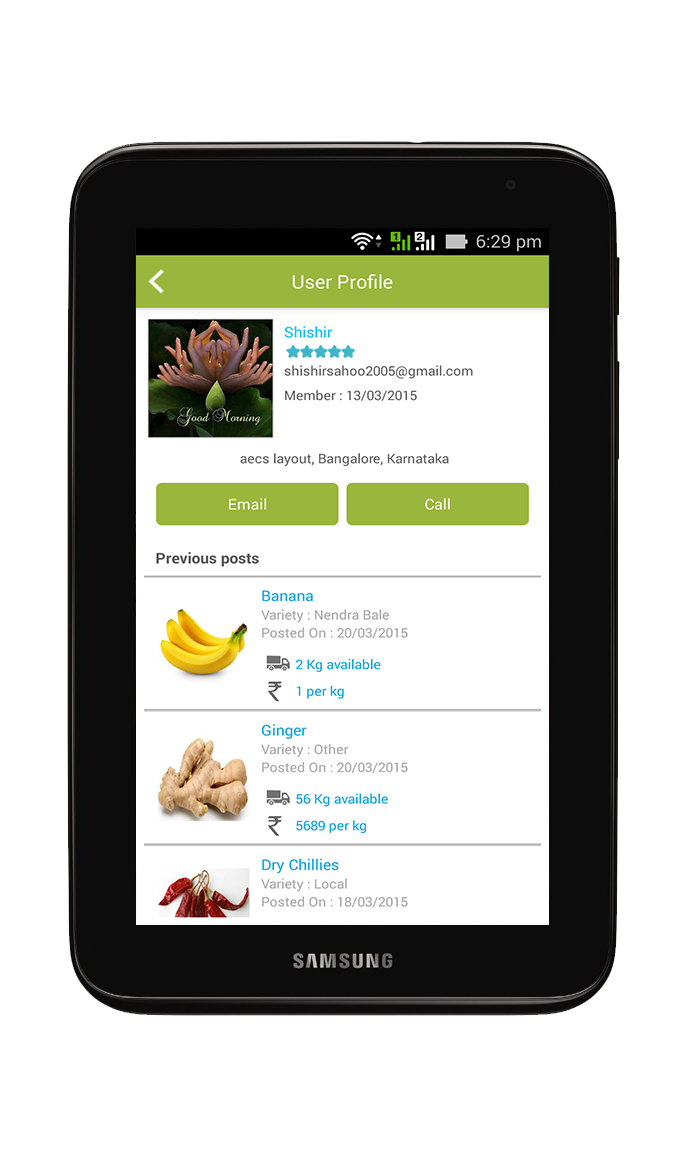 1 2 6:29 pm
User Profile
Shishir
shishirsahoo2005@gmail.com
Member : 13/03/2015
Good Morning
aecs layout, Bangalore, Karnataka
Email Call
Previous posts
Banana
Variety : Nendra Bale
Posted On : 20/03/2015
2 Kg available
₹ 1 per kg
Ginger
Variety : Other
Posted On : 20/03/2015
56 Kg available
₹ 5689 per kg
Dry Chillies
Variety : Local
Posted On : 18/03/2015
SAMSUNG